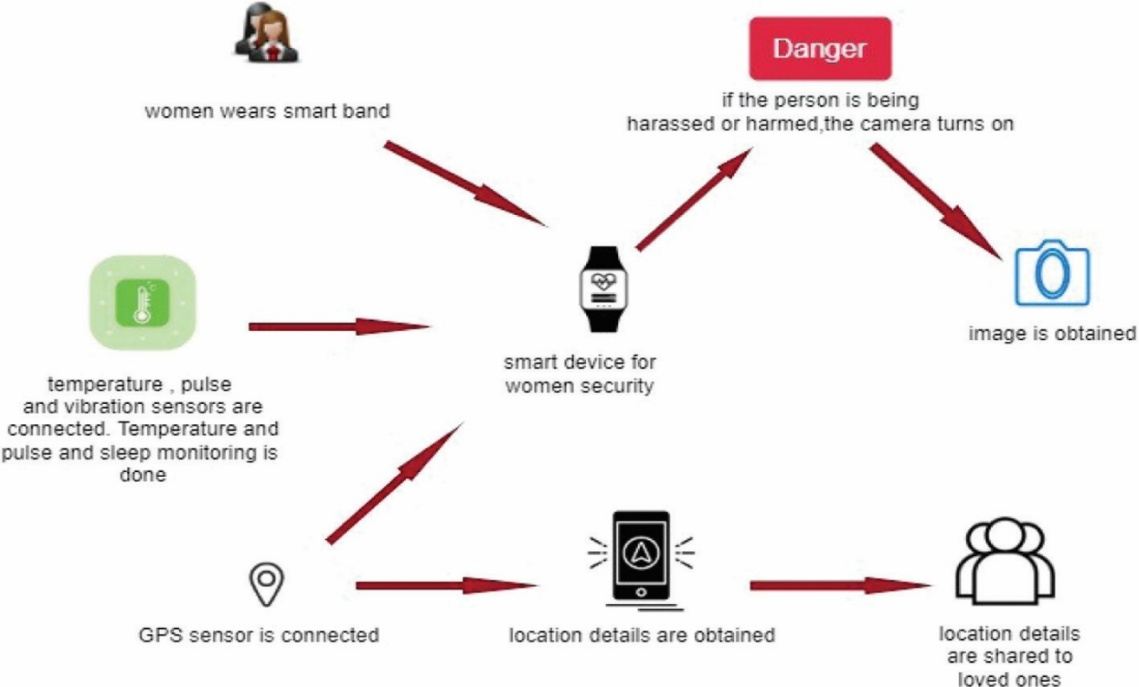 Danger
women wears smart band
if the person is being
harassed or harmed,the camera turns on
image is obtained
smart device for
women security
temperature , pulse
and vibration sensors are
connected. Temperature and
pulse and sleep monitoring is
done
GPS sensor is connected
location details are obtained
location details
are shared to
loved ones